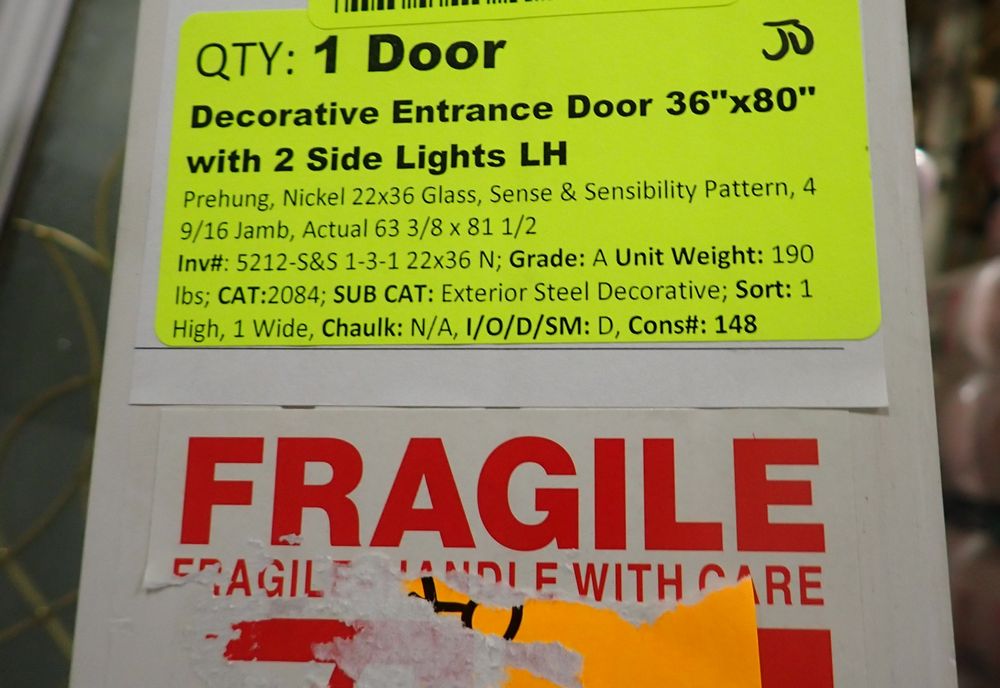 QTY: 1 Door
JD
Decorative Entrance Door 36"x80"
with 2 Side Lights LH
Prehung, Nickel 22x36 Glass, Sense & Sensibility Pattern, 4
9/16 Jamb, Actual 63 3/8 x 81 1/2
Inv#: 5212-S&S 1-3-1 22x36 N; Grade: A Unit Weight: 190
lbs; CAT:2084; SUB CAT: Exterior Steel Decorative; Sort: 1
High, 1 Wide, Chaulk: N/A, I/O/D/SM: D, Cons#: 148
FRAGILE
FRAGILE HANDLE WITH CARE